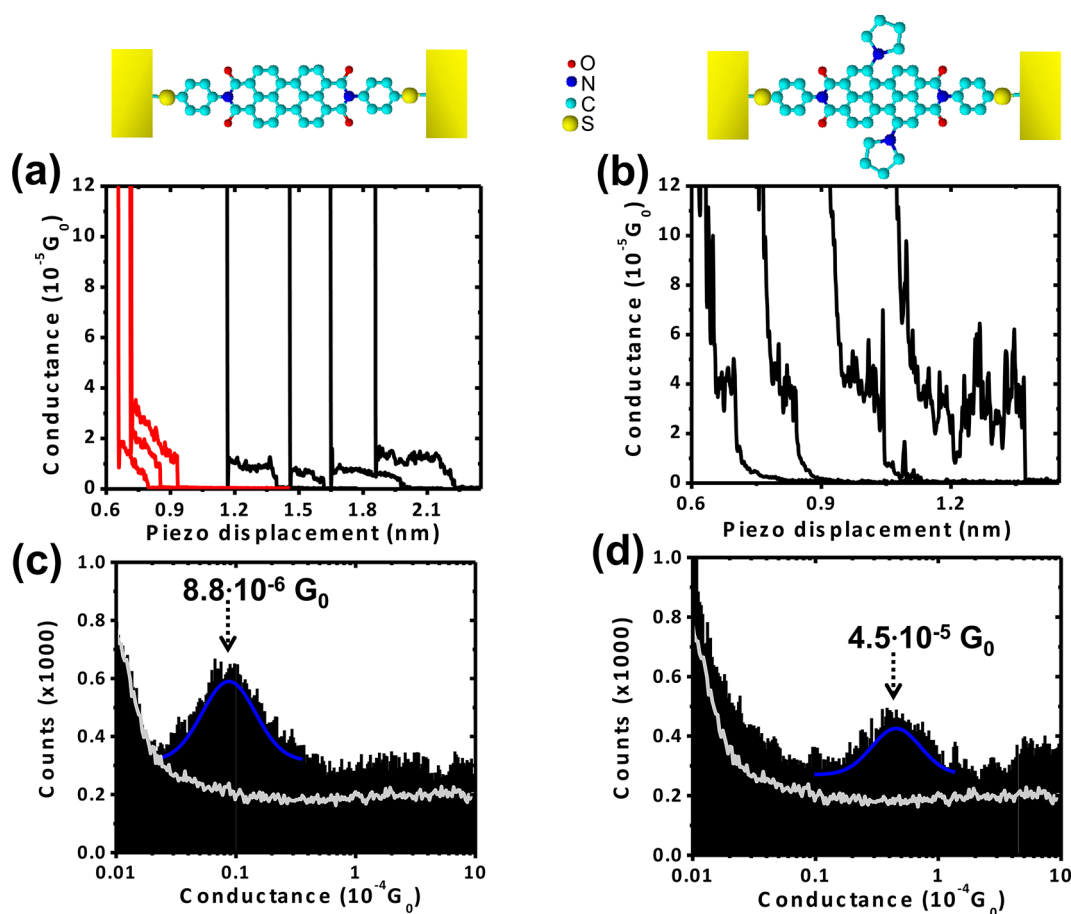 O
N
C
S
(a)
12
10
8
6
4
2
0
Conductance (10⁻⁵G₀)
0.6 0.9 1.2 1.5 1.8 2.1
Piezo displacement (nm)
(b)
12
10
8
6
4
2
0
Conductance (10⁻⁵G₀)
0.6 0.9 1.2
Piezo displacement (nm)
(c)
8.8·10⁻⁶ G₀
1.0
0.8
0.6
0.4
0.2
0.0
Counts (x1000)
0.01 0.1 1 10
Conductance (10⁻⁴G₀)
(d)
4.5·10⁻⁵ G₀
1.0
0.8
0.6
0.4
0.2
0.0
Counts (x1000)
0.01 0.1 1 10
Conductance (10⁻⁴G₀)